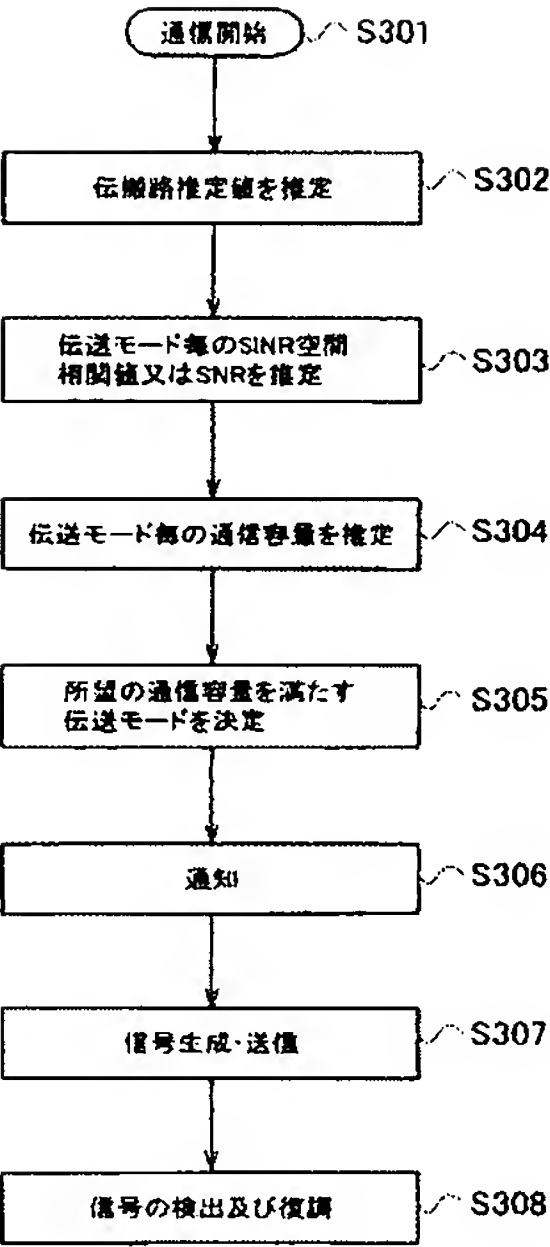 通信開始 S301
伝搬路推定値を推定 S302
伝送モード毎のSINR空間
相関値又はSNRを推定 S303
伝送モード毎の通信容量を推定 S304
所望の通信容量を満たす
伝送モードを決定 S305
通知 S306
信号生成・送信 S307
信号の検出及び復調 S308